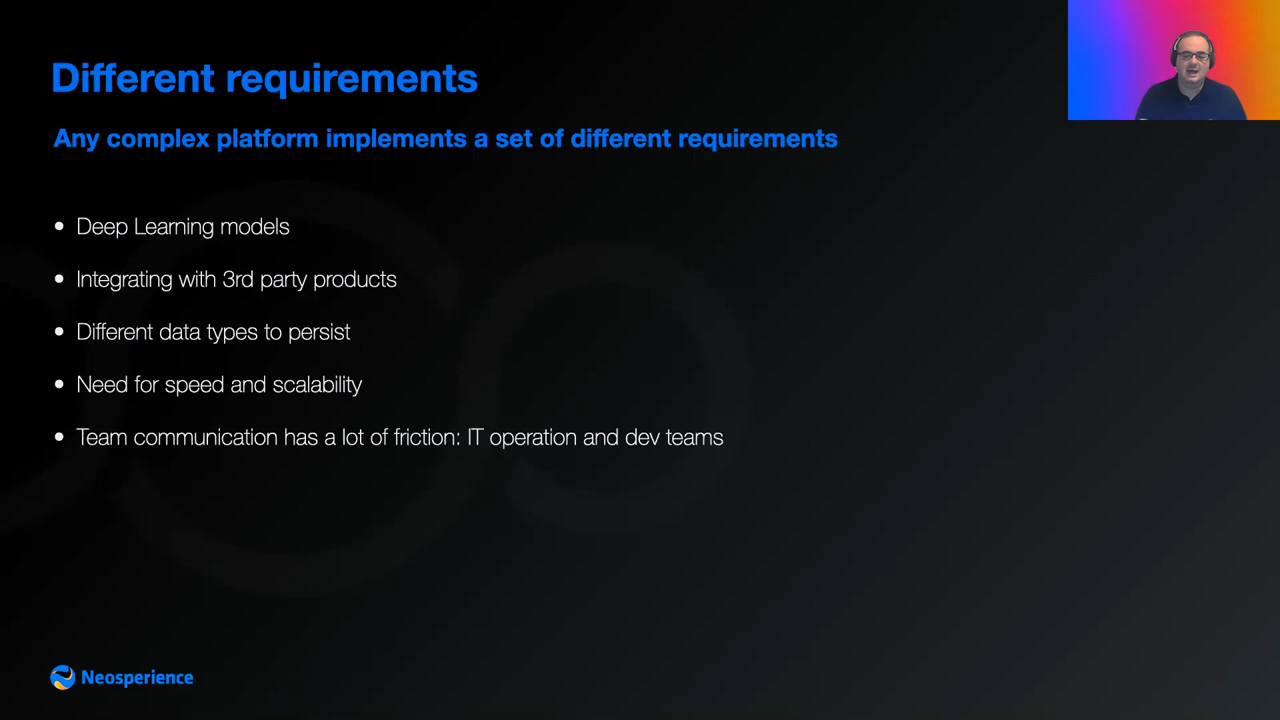 Different requirements
Any complex platform implements a set of different requirements
• Deep Learning models
• Integrating with 3rd party products
• Different data types to persist
• Need for speed and scalability
• Team communication has a lot of friction: IT operation and dev teams
Neosperience